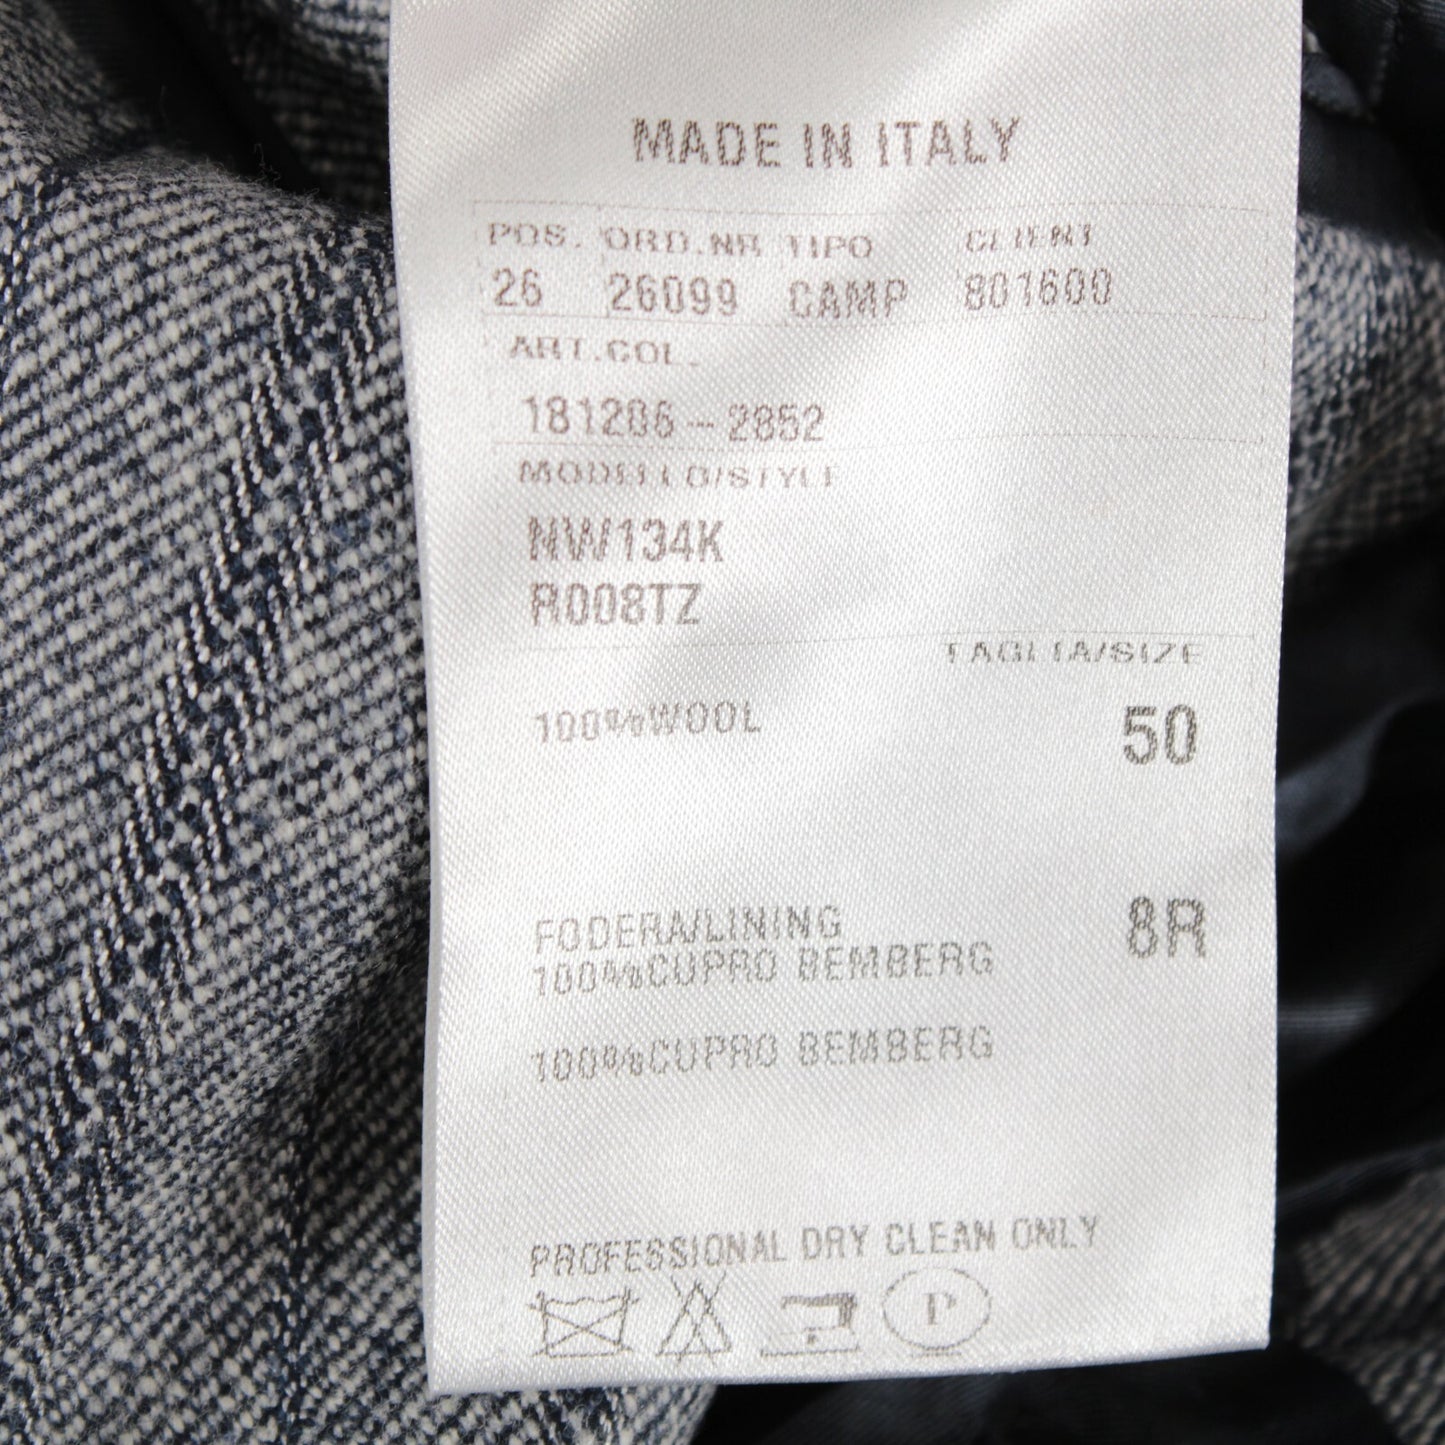 MADE IN ITALY
POS. ORD.NR TIPO CLIENT
26 26099 CAMP 801600
ART.COL.
181206-2852
MODELLO/STYLE
NW134K
R008TZ
TAGLIA/SIZE
100%WOOL 50
FODERA/LINING 8R
100%CUPRO BEMBERG
100%CUPRO BEMBERG
PROFESSIONAL DRY CLEAN ONLY
P